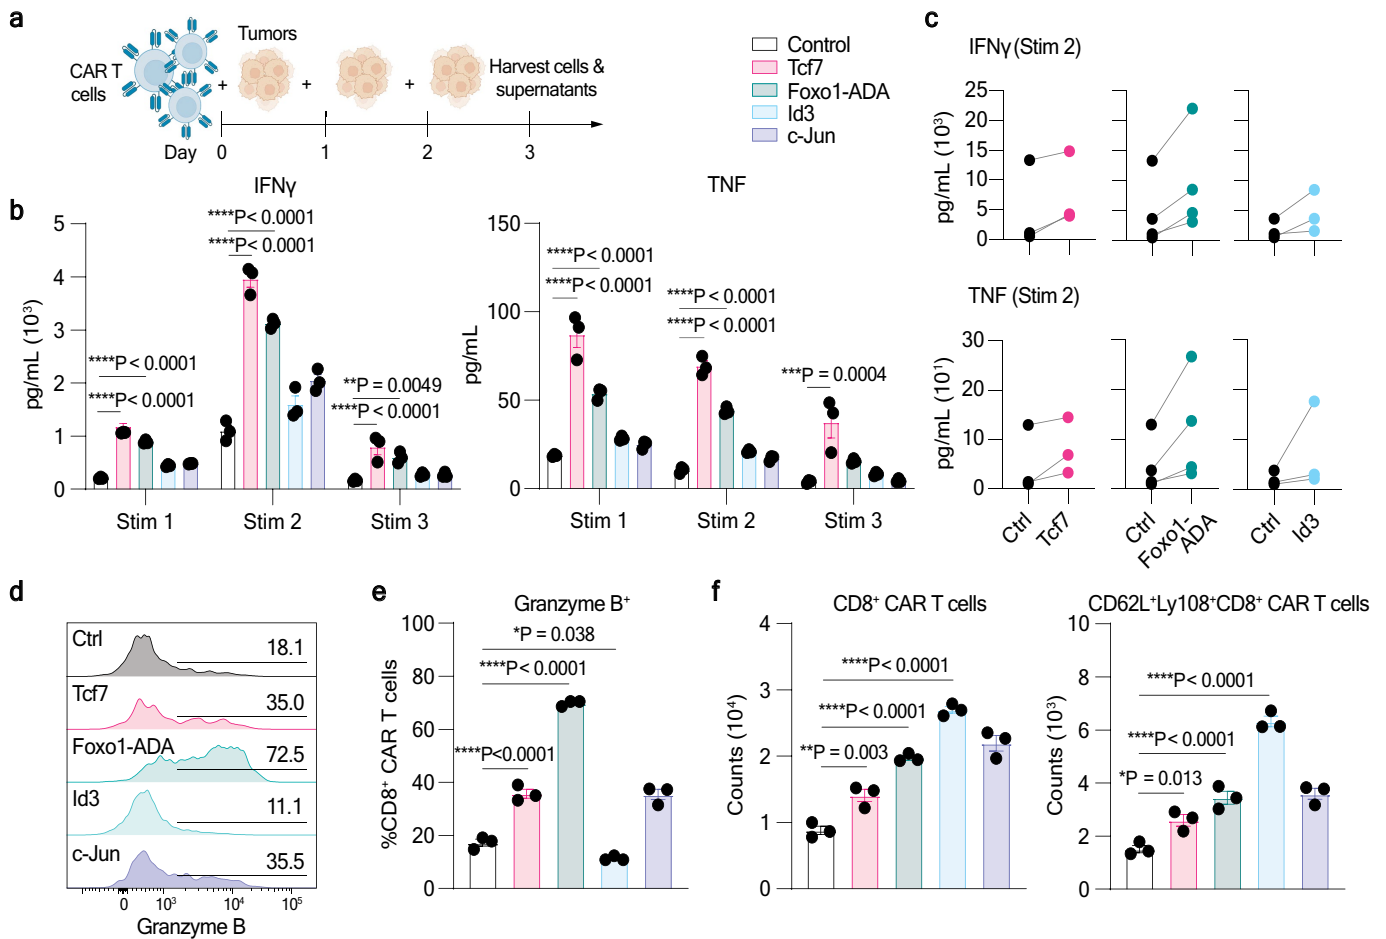 a
CAR T
cells
Tumors
+
+
+
Harvest cells &
supernatants
Day
0
1
2
3
Control
Tcf7
Foxo1-ADA
Id3
c-Jun
b
IFNγ
pg/mL (10³)
5
4
3
2
1
0
****P < 0.0001
****P < 0.0001
****P < 0.0001
****P < 0.0001
**P = 0.0049
****P < 0.0001
Stim 1
Stim 2
Stim 3
TNF
pg/mL
150
100
50
0
****P < 0.0001
****P < 0.0001
****P < 0.0001
****P < 0.0001
***P = 0.0004
Stim 1
Stim 2
Stim 3
c
IFNγ (Stim 2)
pg/mL (10³)
25
20
15
10
5
0
TNF (Stim 2)
pg/mL (10¹)
30
20
10
0
Ctrl
Tcf7
Ctrl
Foxo1-
ADA
Ctrl
Id3
d
Ctrl
18.1
Tcf7
35.0
Foxo1-ADA
72.5
Id3
11.1
c-Jun
35.5
0
10³
10⁴
10⁵
Granzyme B
e
Granzyme B⁺
%CD8⁺ CAR T cells
100
80
60
40
20
0
*P = 0.038
****P < 0.0001
****P<0.0001
f
CD8⁺ CAR T cells
Counts (10⁴)
4
3
2
1
0
****P < 0.0001
****P < 0.0001
**P = 0.003
CD62L⁺Ly108⁺CD8⁺ CAR T cells
Counts (10³)
10
8
6
4
2
0
****P < 0.0001
****P < 0.0001
*P = 0.013